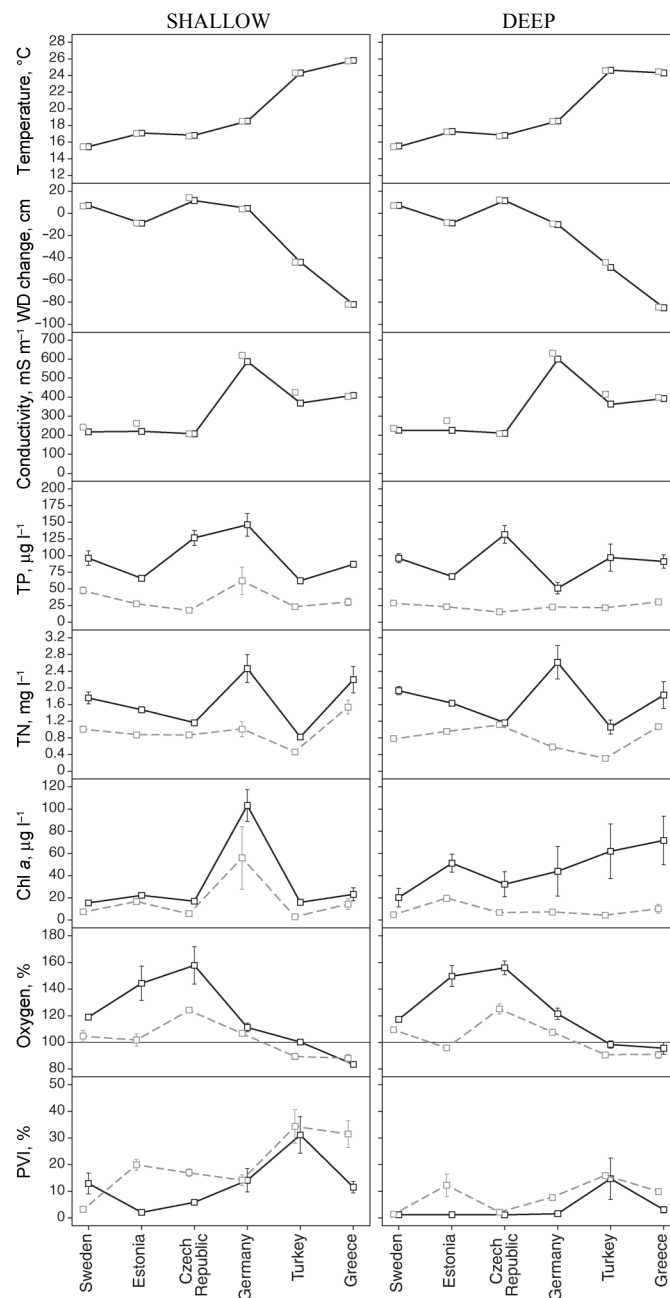 SHALLOW DEEP
Temperature, °C
28
26
24
22
20
18
16
14
12
WD change, cm
20
0
−20
−40
−60
−80
−100
Conductivity, mS m⁻¹
700
600
500
400
300
200
100
0
TP, µg l⁻¹
200
175
150
125
100
75
50
25
0
TN, mg l⁻¹
3.2
2.8
2.4
2.0
1.6
1.2
0.8
0.4
0
Chl a, µg l⁻¹
120
100
80
60
40
20
0
Oxygen, %
180
160
140
120
100
80
PVI, %
50
40
30
20
10
0
Sweden
Estonia
Czech
Republic
Germany
Turkey
Greece
Sweden
Estonia
Czech
Republic
Germany
Turkey
Greece